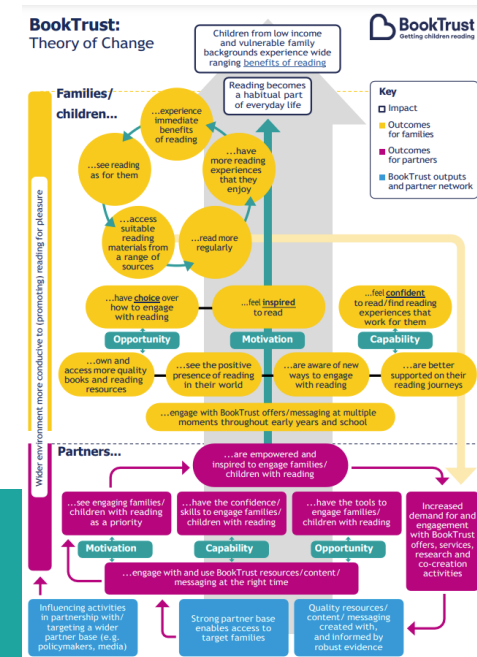 BookTrust:
Theory of Change
BookTrust
Getting children reading
Children from low income
and vulnerable family
backgrounds experience wide
ranging benefits of reading
Reading becomes
a habitual part
of everyday life
Key
Impact
Outcomes
for families
Outcomes
for partners
BookTrust outputs
and partner network
Wider environment more conducive to (promoting) reading for pleasure
Families/
children...
...experience
immediate
benefits
of reading
...see reading
as for them
...have
more reading
experiences
that they
enjoy
...access
suitable
reading
materials from
a range of
sources
...read more
regularly
...have choice over
how to engage
with reading
...feel inspired
to read
...feel confident
to read/find reading
experiences that
work for them
Opportunity
Motivation
Capability
...own and
access more quality
books and reading
resources
...see the positive
presence of reading
in their world
...are aware of new
ways to engage
with reading
...are better
supported on their
reading journeys
...engage with BookTrust offers/messaging at multiple
moments throughout early years and school
Partners...
...are empowered and
inspired to engage families/
children with reading
...see engaging families/
children with reading
as a priority
...have the confidence/
skills to engage families/
children with reading
...have the tools to
engage families/
children with reading
Increased
demand for and
engagement
with BookTrust
offers, services,
research and
co-creation
activities
Motivation
Capability
Opportunity
...engage with and use BookTrust resources/content/
messaging at the right time
Influencing activities
in partnership with/
targeting a wider
partner base (e.g.
policymakers, media)
Strong partner base
enables access to
target families
Quality resources/
content/ messaging
created with,
and informed by
robust evidence